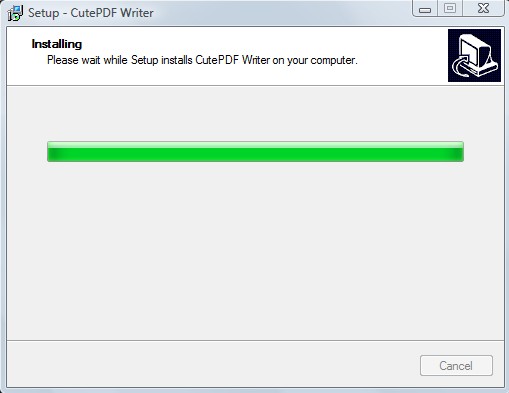 Setup - CutePDF Writer
Installing
Please wait while Setup installs CutePDF Writer on your computer.
Cancel